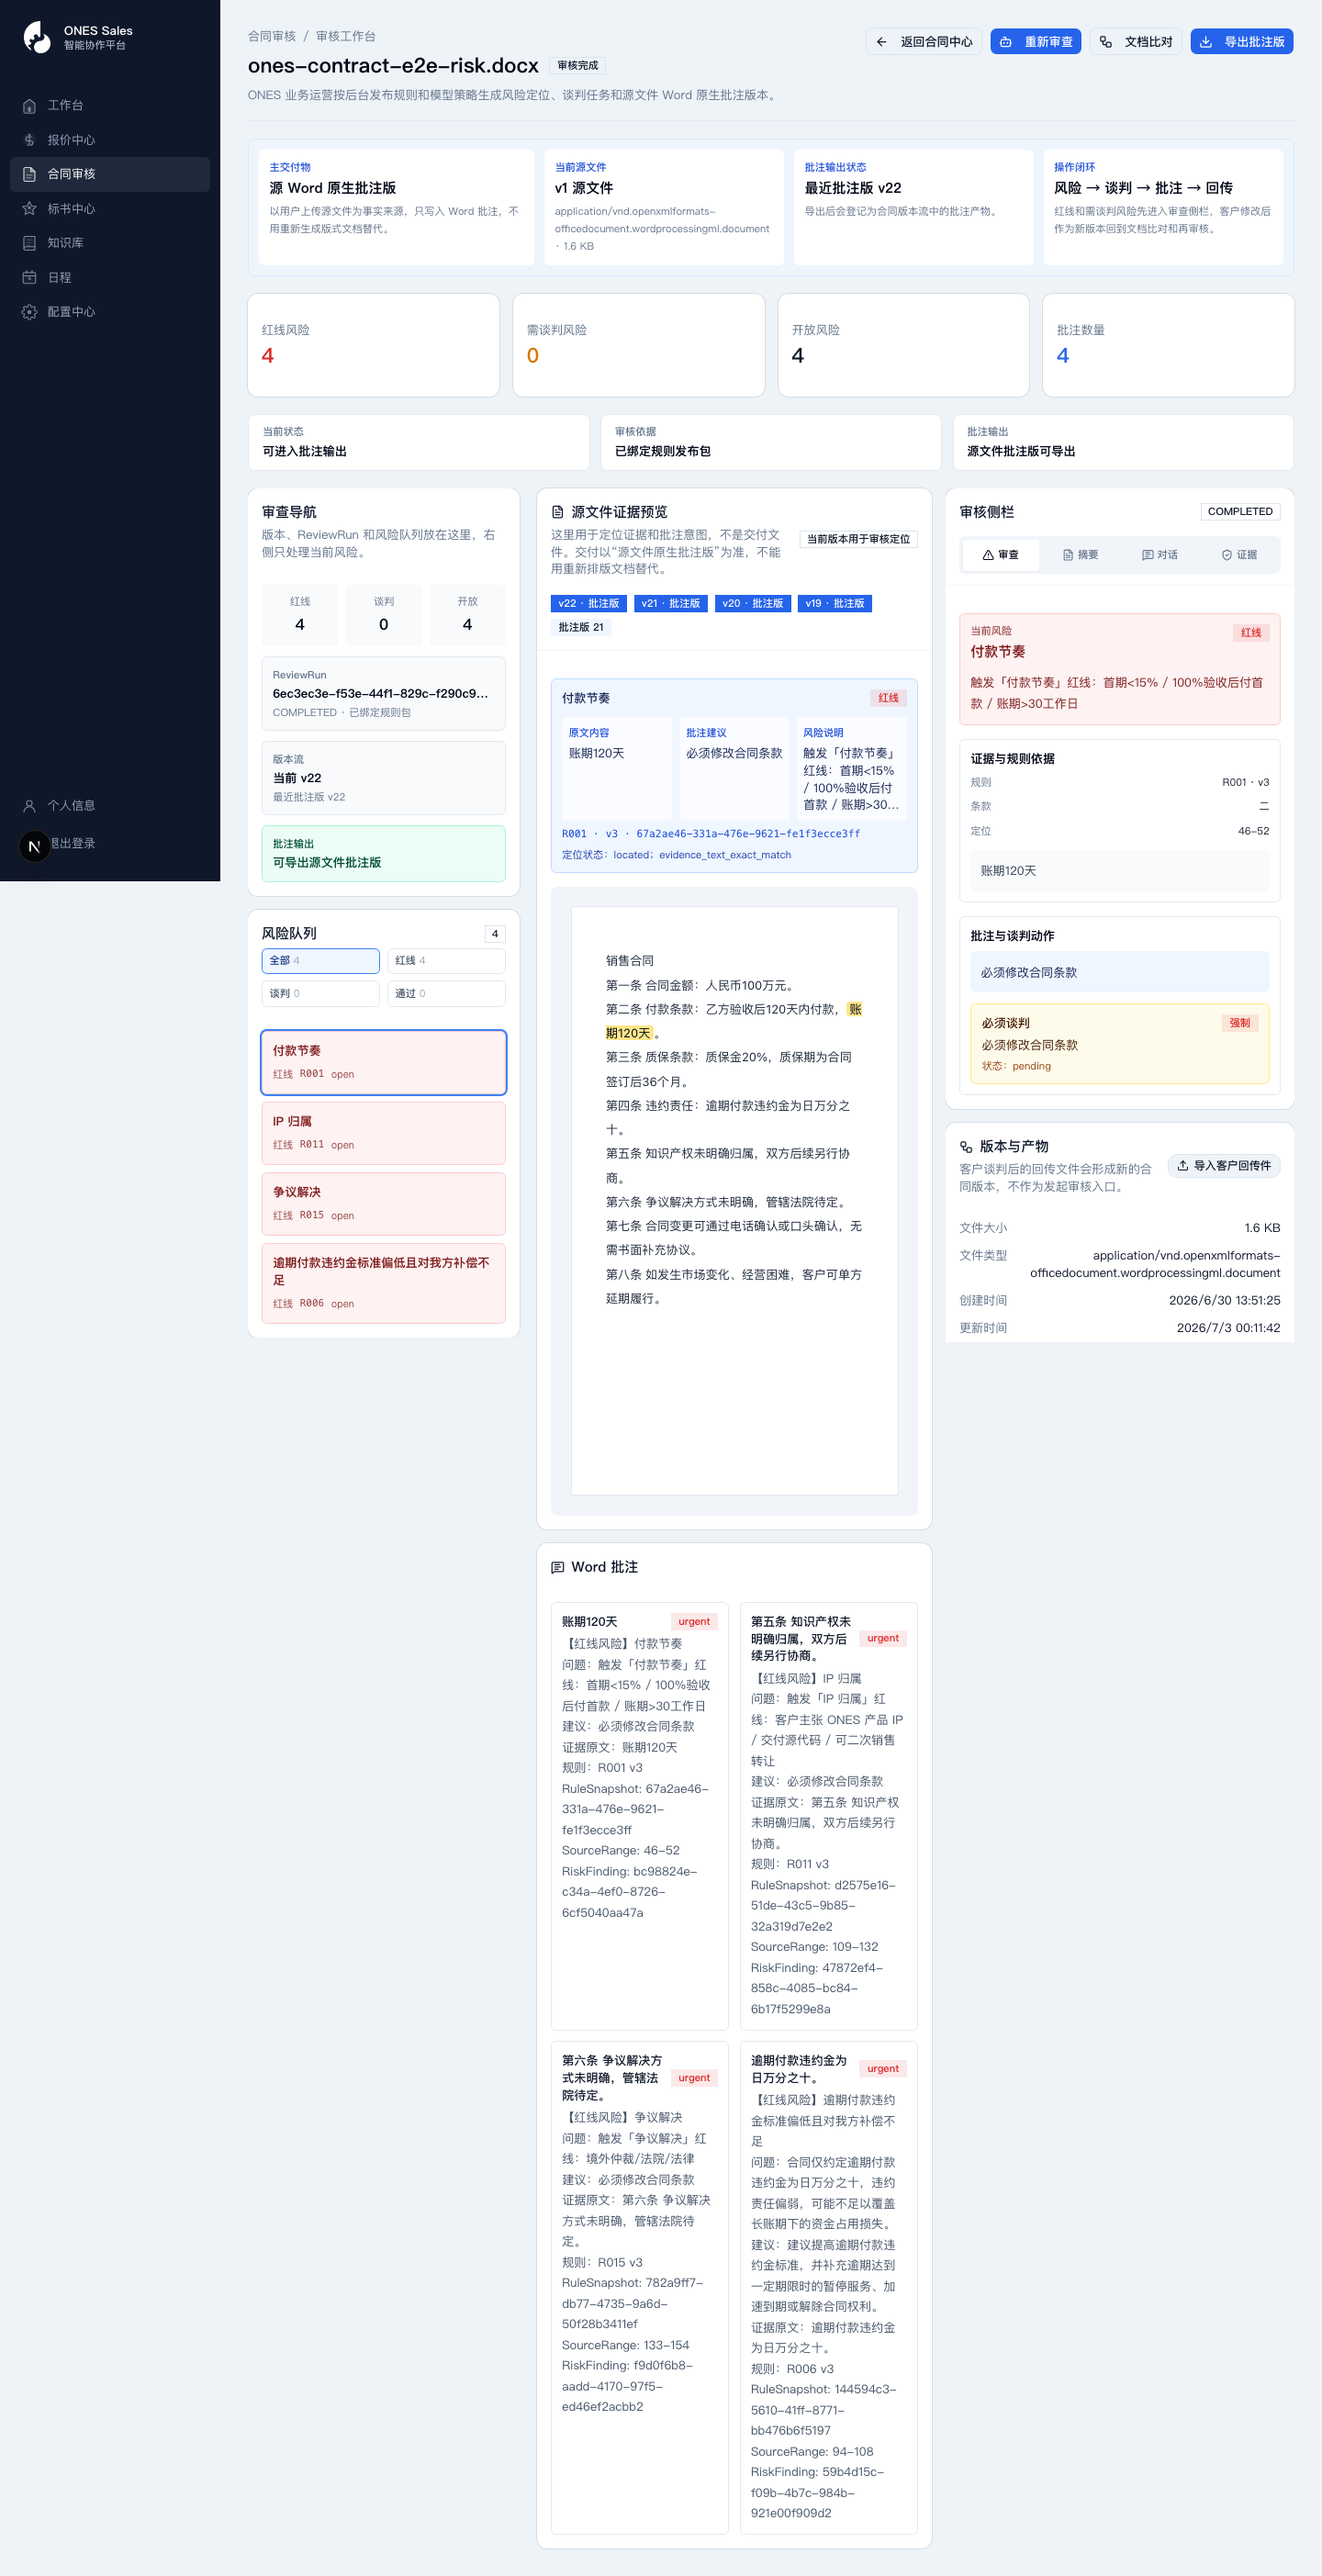 ONES Sales
智能协作平台
工作台
报价中心
合同审核
标书中心
知识库
日程
配置中心
个人信息
N
退出登录
合同审核 / 审核工作台
ones-contract-e2e-risk.docx 审核完成
ONES 业务运营按后台发布规则和模型策略生成风险定位、谈判任务和源文件 Word 原生批注版本。
返回合同中心
重新审查
文档比对
导出批注版
主交付物
源 Word 原生批注版
以用户上传源文件为事实来源，只写入 Word 批注，不
用重新生成版式文档替代。
当前源文件
v1 源文件
application/vnd.openxmlformats-
officedocument.wordprocessingml.document
· 1.6 KB
批注输出状态
最近批注版 v22
导出后会登记为合同版本流中的批注产物。
操作闭环
风险 → 谈判 → 批注 → 回传
红线和需谈判风险先进入审查侧栏，客户修改后
作为新版本回到文档比对和再审核。
红线风险
4
需谈判风险
0
开放风险
4
批注数量
4
当前状态
可进入批注输出
审核依据
已绑定规则发布包
批注输出
源文件批注版可导出
审查导航
版本、ReviewRun 和风险队列放在这里，右
侧只处理当前风险。
红线
4
谈判
0
开放
4
ReviewRun
6ec3ec3e-f53e-44f1-829c-f290c9...
COMPLETED · 已绑定规则包
版本流
当前 v22
最近批注版 v22
批注输出
可导出源文件批注版
风险队列 4
全部 4
红线 4
谈判 0
通过 0
付款节奏
红线 R001 open
IP 归属
红线 R011 open
争议解决
红线 R015 open
逾期付款违约金标准偏低且对我方补偿不
足
红线 R006 open
源文件证据预览
这里用于定位证据和批注意图，不是交付文
件。交付以“源文件原生批注版”为准，不能
用重新排版文档替代。
当前版本用于审核定位
v22 · 批注版
v21 · 批注版
v20 · 批注版
v19 · 批注版
批注版 21
付款节奏 红线
原文内容
账期120天
批注建议
必须修改合同条款
风险说明
触发「付款节奏」
红线：首期<15%
/ 100%验收后付
首款 / 账期>30...
R001 · v3 · 67a2ae46-331a-476e-9621-fe1f3ecce3ff
定位状态：located；evidence_text_exact_match
销售合同
第一条 合同金额：人民币100万元。
第二条 付款条款：乙方验收后120天内付款，账
期120天。
第三条 质保条款：质保金20%，质保期为合同
签订后36个月。
第四条 违约责任：逾期付款违约金为日万分之
十。
第五条 知识产权未明确归属，双方后续另行协
商。
第六条 争议解决方式未明确，管辖法院待定。
第七条 合同变更可通过电话确认或口头确认，无
需书面补充协议。
第八条 如发生市场变化、经营困难，客户可单方
延期履行。
Word 批注
账期120天 urgent
【红线风险】付款节奏
问题：触发「付款节奏」红
线：首期<15% / 100%验收
后付首款 / 账期>30工作日
建议：必须修改合同条款
证据原文：账期120天
规则：R001 v3
RuleSnapshot: 67a2ae46-
331a-476e-9621-
fe1f3ecce3ff
SourceRange: 46-52
RiskFinding: bc98824e-
c34a-4ef0-8726-
6cf5040aa47a
第五条 知识产权未
明确归属，双方后
续另行协商。
urgent
【红线风险】IP 归属
问题：触发「IP 归属」红
线：客户主张 ONES 产品 IP
/ 交付源代码 / 可二次销售
转让
建议：必须修改合同条款
证据原文：第五条 知识产权
未明确归属，双方后续另行
协商。
规则：R011 v3
RuleSnapshot: d2575e16-
51de-43c5-9b85-
32a319d7e2e2
SourceRange: 109-132
RiskFinding: 47872ef4-
858c-4085-bc84-
6b17f5299e8a
第六条 争议解决方
式未明确，管辖法
院待定。
urgent
【红线风险】争议解决
问题：触发「争议解决」红
线：境外仲裁/法院/法律
建议：必须修改合同条款
证据原文：第六条 争议解决
方式未明确，管辖法院待
定。
规则：R015 v3
RuleSnapshot: 782a9ff7-
db77-4735-9a6d-
50f28b3411ef
SourceRange: 133-154
RiskFinding: f9d0f6b8-
aadd-4170-97f5-
ed46ef2acbb2
逾期付款违约金为
日万分之十。
urgent
【红线风险】逾期付款违约
金标准偏低且对我方补偿不
足
问题：合同仅约定逾期付款
违约金为日万分之十，违约
责任偏弱，可能不足以覆盖
长账期下的资金占用损失。
建议：建议提高逾期付款违
约金标准，并补充逾期达到
一定期限时的暂停服务、加
速到期或解除合同权利。
证据原文：逾期付款违约金
为日万分之十。
规则：R006 v3
RuleSnapshot: 144594c3-
5610-41ff-8771-
bb476b6f5197
SourceRange: 94-108
RiskFinding: 59b4d15c-
f09b-4b7c-984b-
921e00f909d2
审核侧栏 COMPLETED
审查
摘要
对话
证据
当前风险 红线
付款节奏
触发「付款节奏」红线：首期<15% / 100%验收后付首
款 / 账期>30工作日
证据与规则依据
规则 R001 · v3
条款 二
定位 46-52
账期120天
批注与谈判动作
必须修改合同条款
必须谈判 强制
必须修改合同条款
状态：pending
版本与产物
客户谈判后的回传文件会形成新的合
同版本，不作为发起审核入口。
导入客户回传件
文件大小 1.6 KB
文件类型 application/vnd.openxmlformats-
officedocument.wordprocessingml.document
创建时间 2026/6/30 13:51:25
更新时间 2026/7/3 00:11:42